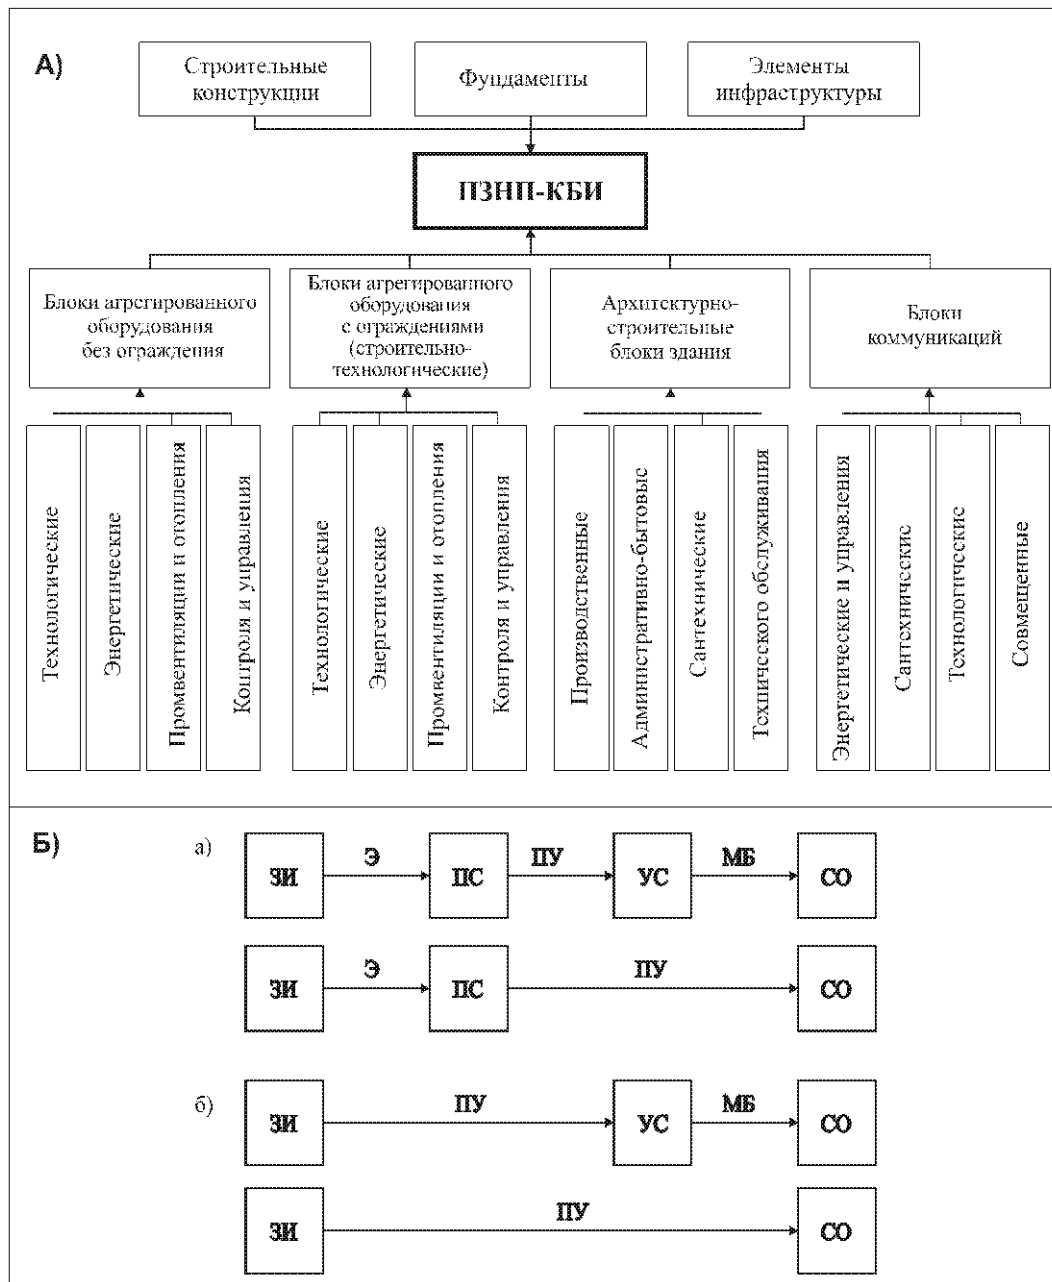 А)
Строительные
конструкции
Фундаменты
Элементы
инфраструктуры
ПЗНП-КБИ
Блоки агрегированного
оборудования
без ограждения
Блоки агрегированного
оборудования
с ограждениями
(строительно-
технологические)
Архитектурно-
строительные
блоки здания
Блоки
коммуникаций
Технологические
Энергетические
Промвентиляции и отопления
Контроля и управления
Технологические
Энергетические
Промвентиляции и отопления
Контроля и управления
Производственные
Административно-бытовые
Сантехнические
Технического обслуживания
Энергетические и управления
Сантехнические
Технологические
Совмещенные
Б)
а)
ЗИ Э ПС ПУ УС МБ СО
ЗИ Э ПС ПУ СО
б)
ЗИ ПУ УС МБ СО
ЗИ ПУ СО